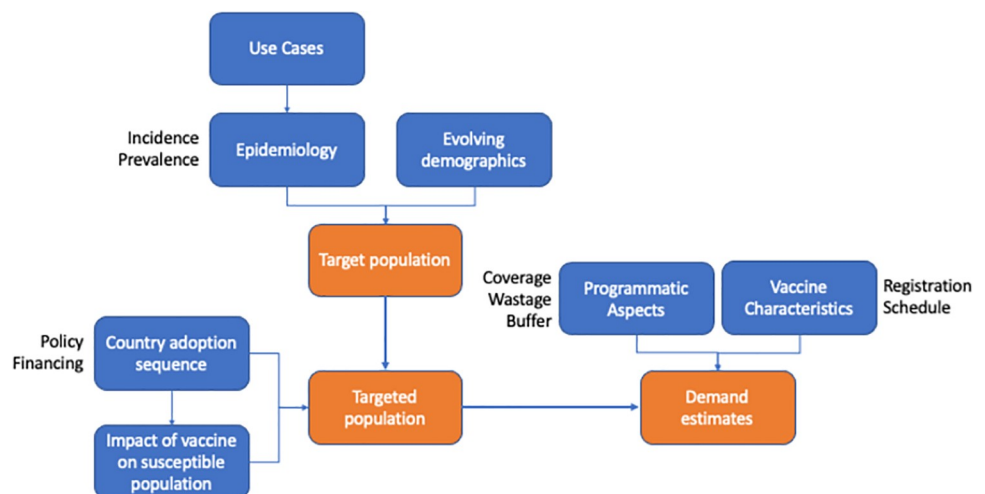 Use Cases
Incidence
Prevalence
Epidemiology
Evolving
demographics
Target population
Coverage
Wastage
Buffer
Programmatic
Aspects
Vaccine
Characteristics
Registration
Schedule
Policy
Financing
Country adoption
sequence
Targeted
population
Demand
estimates
Impact of vaccine
on susceptible
population